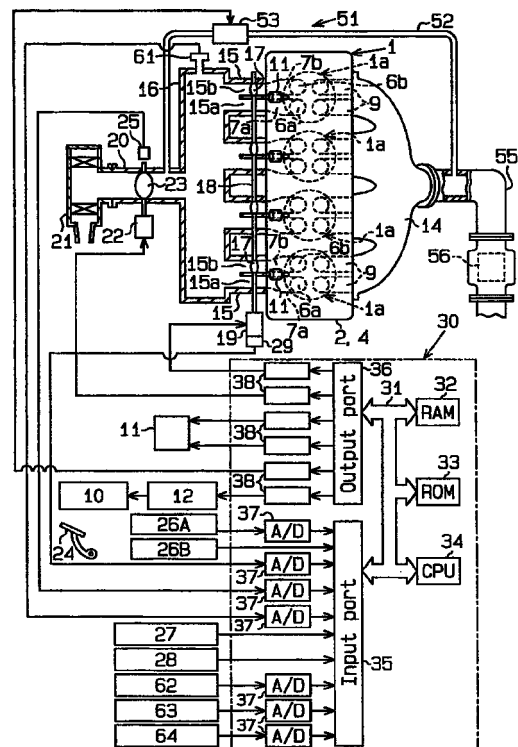 53
51
52
61
15
17
11
7b
1a
1
16
15b
6b
15a
9
25
7a
6a
1a
20
23
18
55
21
22
14
56
1a
17
7b
6b
15b
9
15a
11
6a
1a
15
7a
2, 4
19
29
30
38
36
31
32
RAM
11
38
Output port
33
ROM
10
12
38
24
26A
37
A/D
26B
34
CPU
37
A/D
37
A/D
37
A/D
37
Input port
35
27
28
62
A/D
37
63
A/D
37
64
A/D